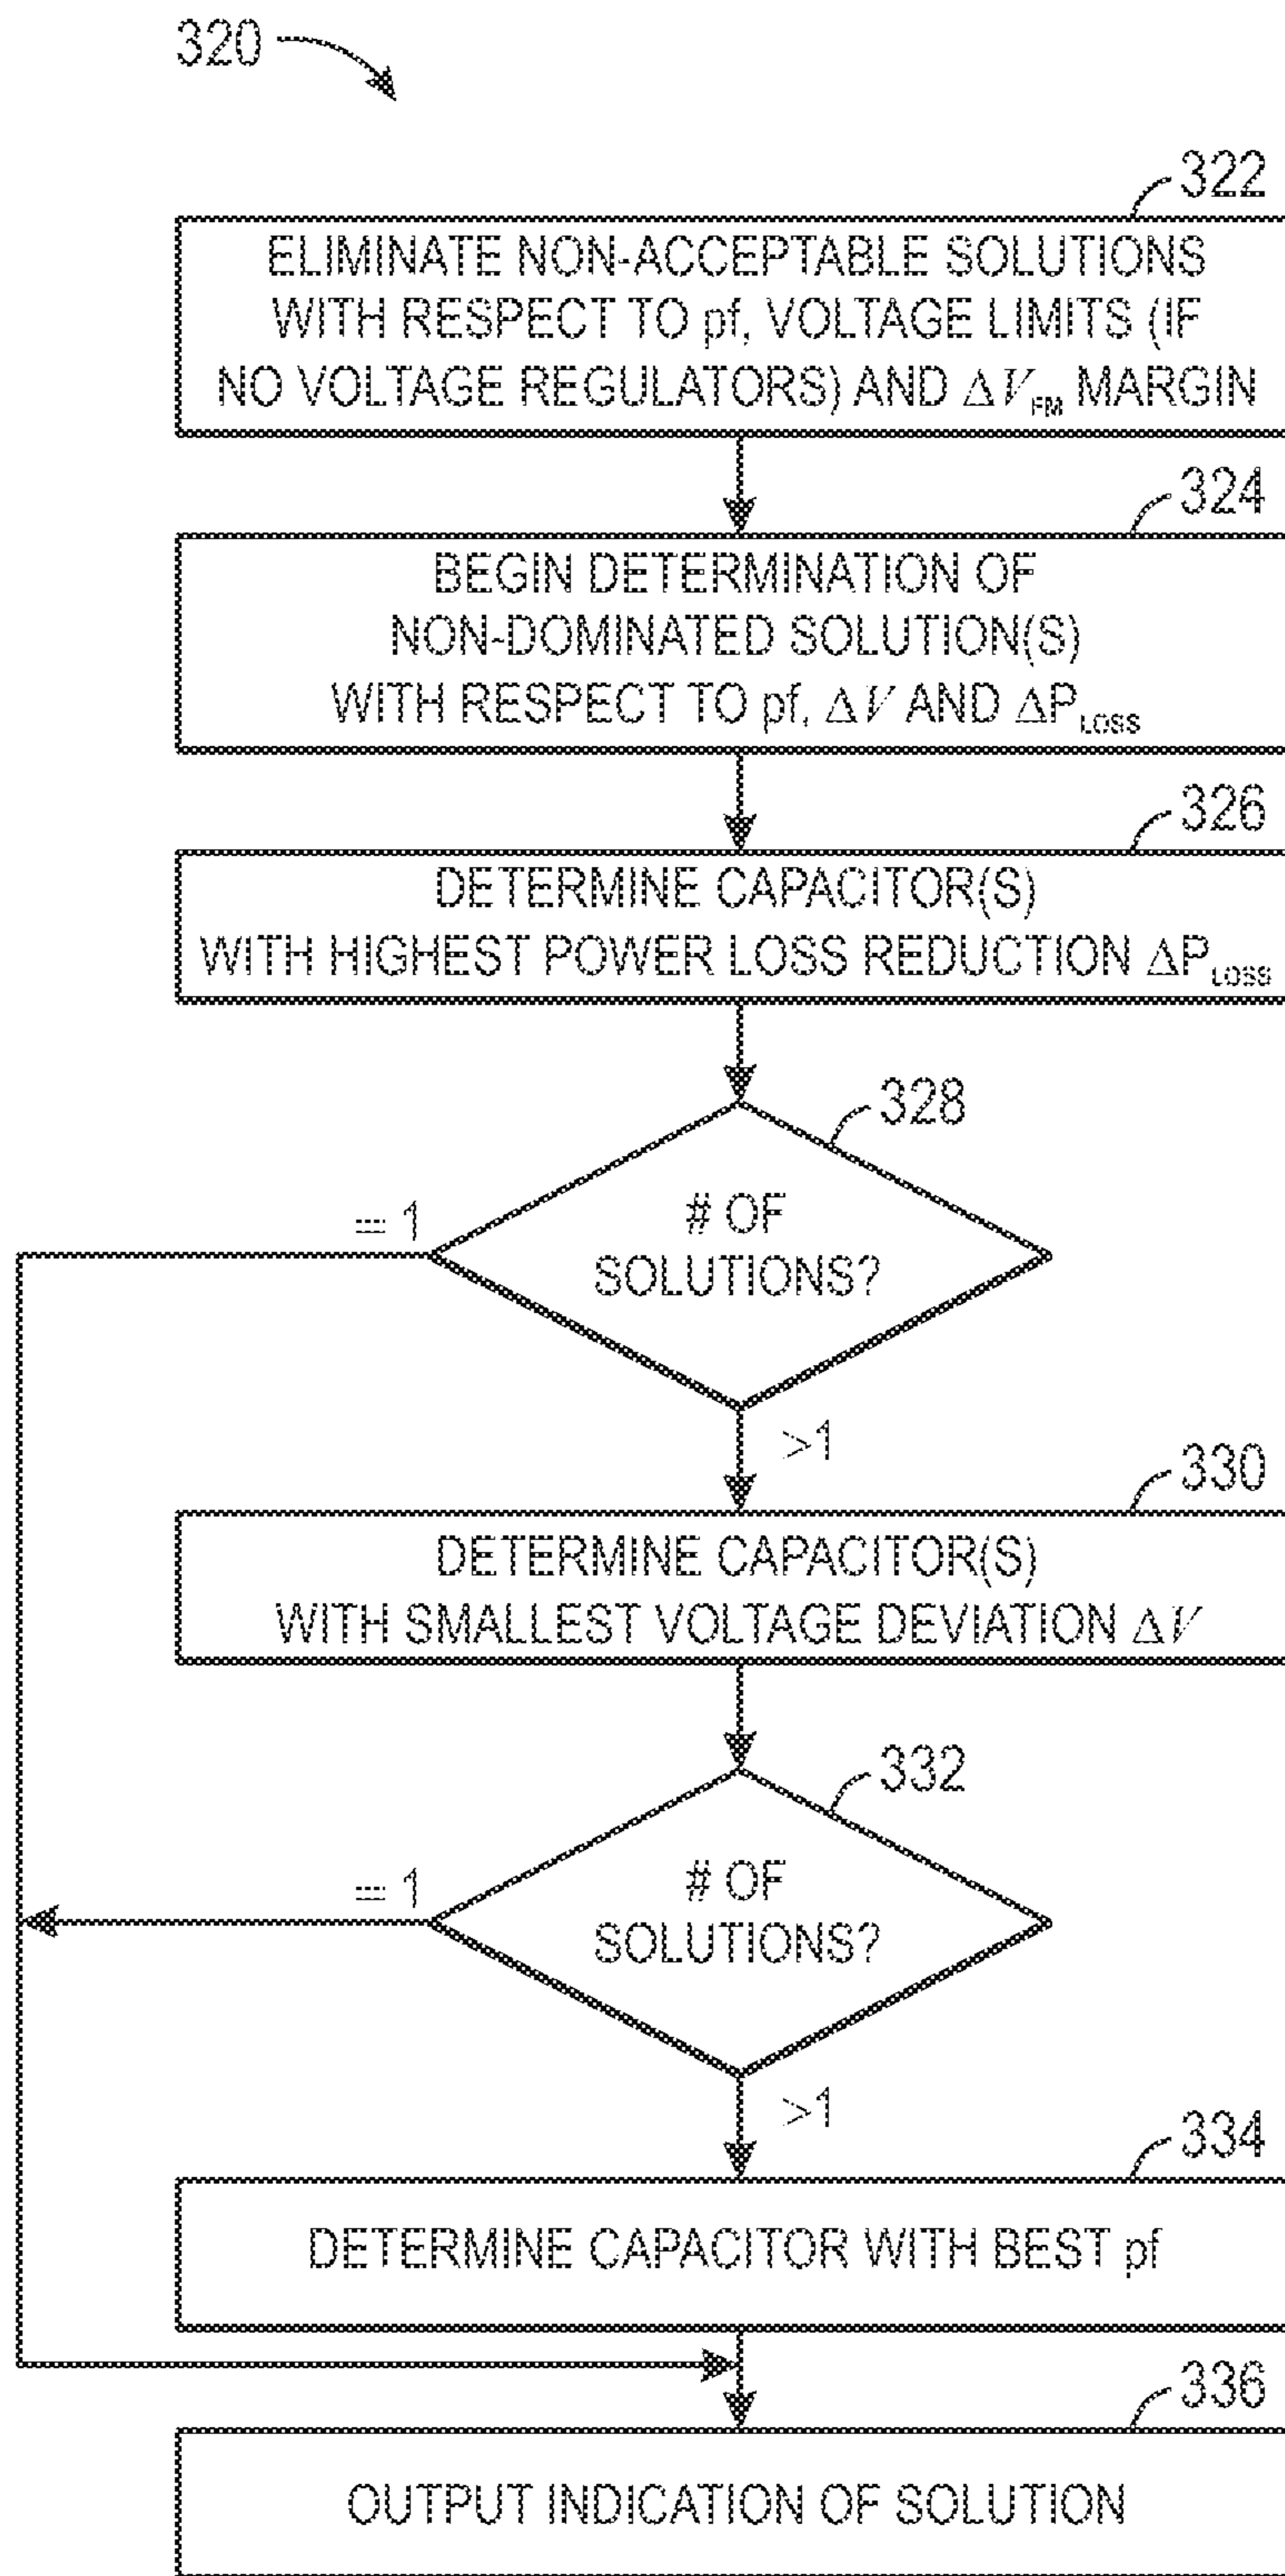 320
322
ELIMINATE NON-ACCEPTABLE SOLUTIONS
WITH RESPECT TO pf, VOLTAGE LIMITS (IF
NO VOLTAGE REGULATORS) AND ΔV_FM MARGIN
324
BEGIN DETERMINATION OF
NON-DOMINATED SOLUTION(S)
WITH RESPECT TO pf, ΔV AND ΔP_LOSS
326
DETERMINE CAPACITOR(S)
WITH HIGHEST POWER LOSS REDUCTION ΔP_LOSS
328
= 1
# OF
SOLUTIONS?
>1
330
DETERMINE CAPACITOR(S)
WITH SMALLEST VOLTAGE DEVIATION ΔV
332
= 1
# OF
SOLUTIONS?
>1
334
DETERMINE CAPACITOR WITH BEST pf
336
OUTPUT INDICATION OF SOLUTION